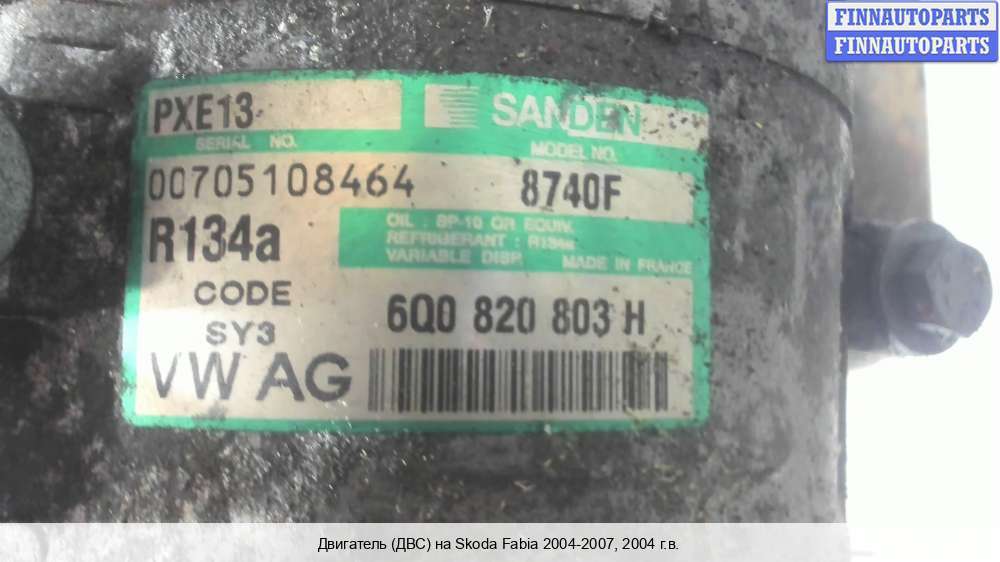 FINNAUTOPARTS
FINNAUTOPARTS
PXE13
SANDEN
SERIAL NO.
MODEL NO.
00705108464
8740F
R134a
OIL : SP-10 OR EQUIV.
REFRIGERANT : R134a
VARIABLE DISP.
MADE IN FRANCE
CODE
SY3
6Q0 820 803 H
VW AG
Двигатель (ДВС) на Skoda Fabia 2004-2007, 2004 г.в.